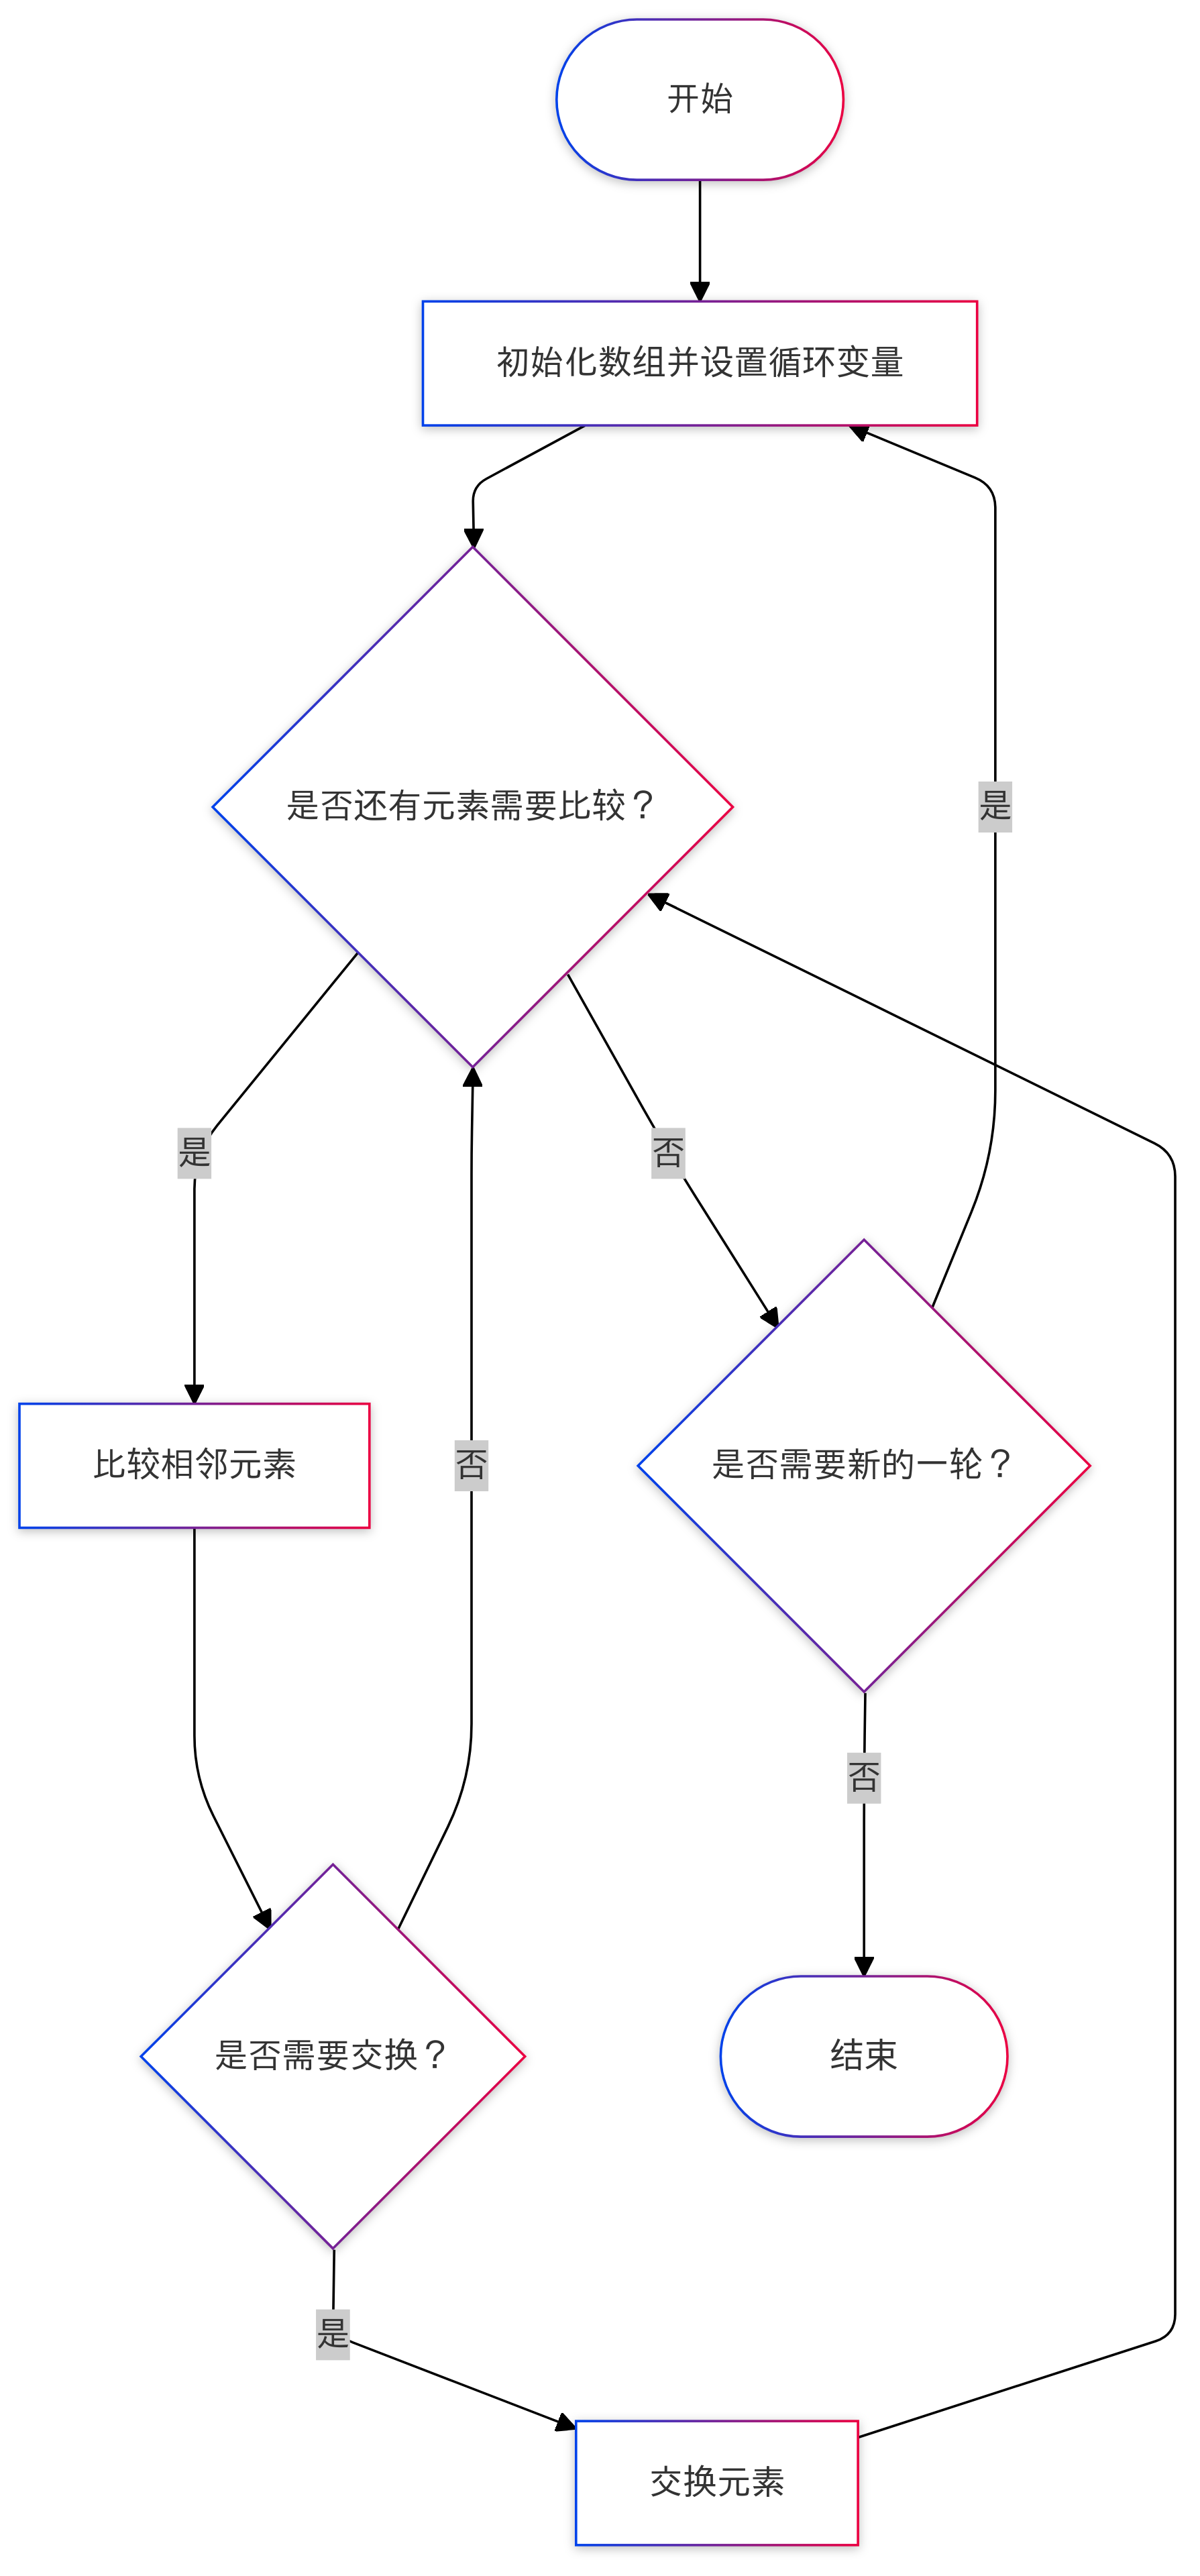 开始
初始化数组并设置循环变量
是否还有元素需要比较？
是
是
否
比较相邻元素
否
是否需要新的一轮？
否
是否需要交换？
结束
是
交换元素